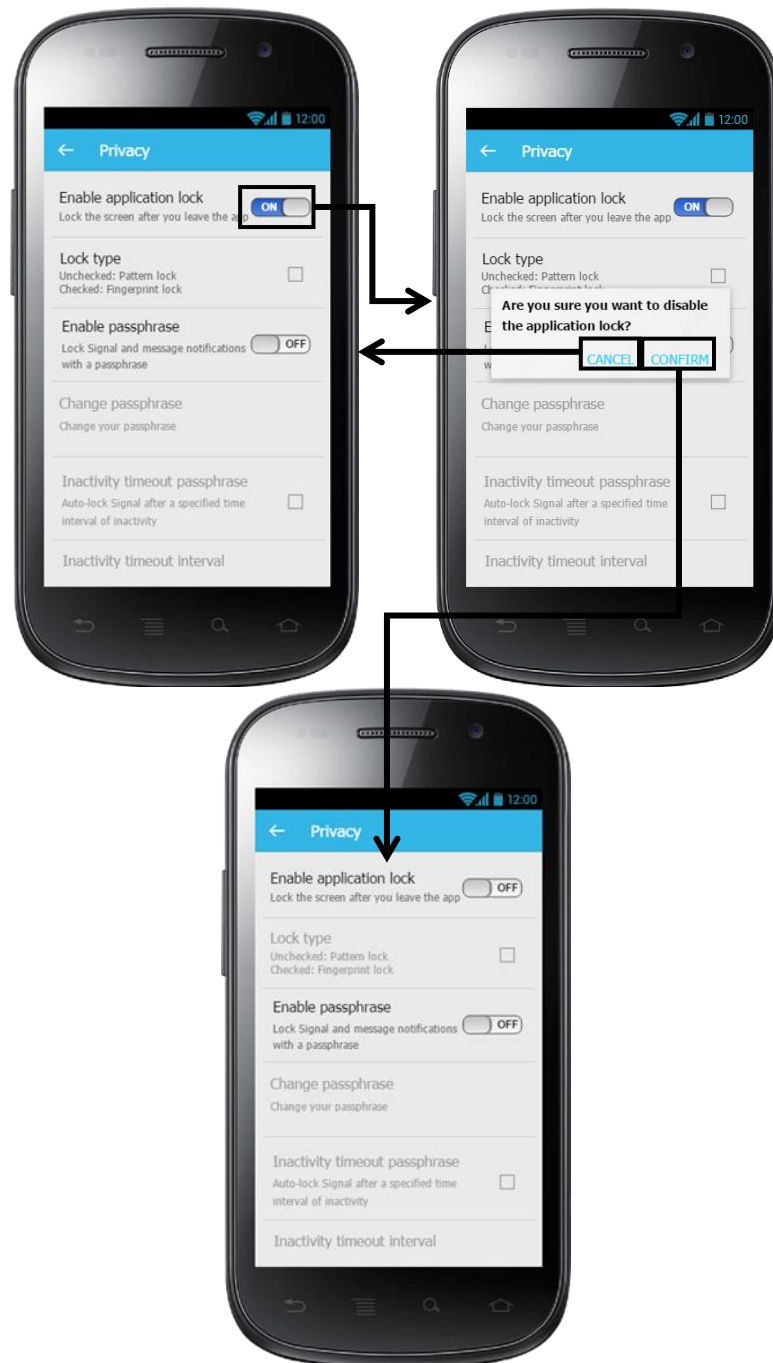 12:00
Privacy
Enable application lock
Lock the screen after you leave the app
ON
Lock type
Unchecked: Pattern lock
Checked: Fingerprint lock
Enable passphrase
Lock Signal and message notifications
with a passphrase
OFF
Change passphrase
Change your passphrase
Inactivity timeout passphrase
Auto-lock Signal after a specified time
interval of inactivity
Inactivity timeout interval
12:00
Privacy
Enable application lock
Lock the screen after you leave the app
ON
Lock type
Unchecked: Pattern lock
Checked: Fingerprint lock
Are you sure you want to disable
the application lock?
CANCEL CONFIRM
Change passphrase
Change your passphrase
Inactivity timeout passphrase
Auto-lock Signal after a specified time
interval of inactivity
Inactivity timeout interval
12:00
Privacy
Enable application lock
Lock the screen after you leave the app
OFF
Lock type
Unchecked: Pattern lock
Checked: Fingerprint lock
Enable passphrase
Lock Signal and message notifications
with a passphrase
OFF
Change passphrase
Change your passphrase
Inactivity timeout passphrase
Auto-lock Signal after a specified time
interval of inactivity
Inactivity timeout interval